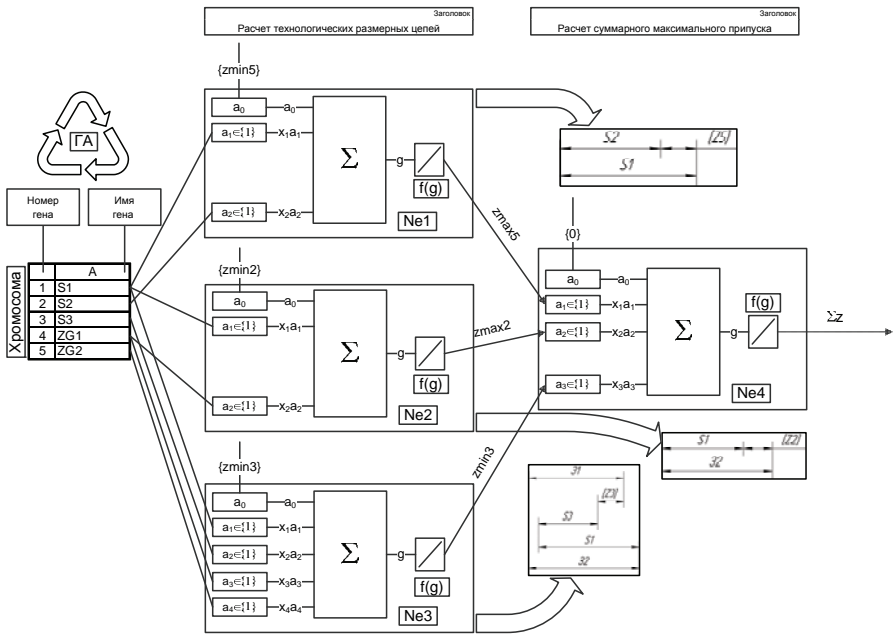 Заголовок
Расчет технологических размерных цепей
Заголовок
Расчет суммарного максимального припуска
ГА
Номер
гена
Имя
гена
Хромосома
A
1 S1
2 S2
3 S3
4 ZG1
5 ZG2
{zmin5}
a₀ a₀
a₁∈{1} x₁a₁
a₂∈{1} x₂a₂
Σ
g
f(g)
Ne1
zmax5
S2 [Z5]
S1
{zmin2}
a₀ a₀
a₁∈{1} x₁a₁
a₂∈{1} x₂a₂
Σ
g
f(g)
Ne2
zmax2
{0}
a₀ a₀
a₁∈{1} x₁a₁
a₂∈{1} x₂a₂
a₃∈{1} x₃a₃
Σ
g
f(g)
Ne4
Σz
S1 [Z2]
32
{zmin3}
a₀ a₀
a₁∈{1} x₁a₁
a₂∈{1} x₂a₂
a₃∈{1} x₃a₃
a₄∈{1} x₄a₄
Σ
g
f(g)
Ne3
zmin3
31
[Z3]
S3
S1
32